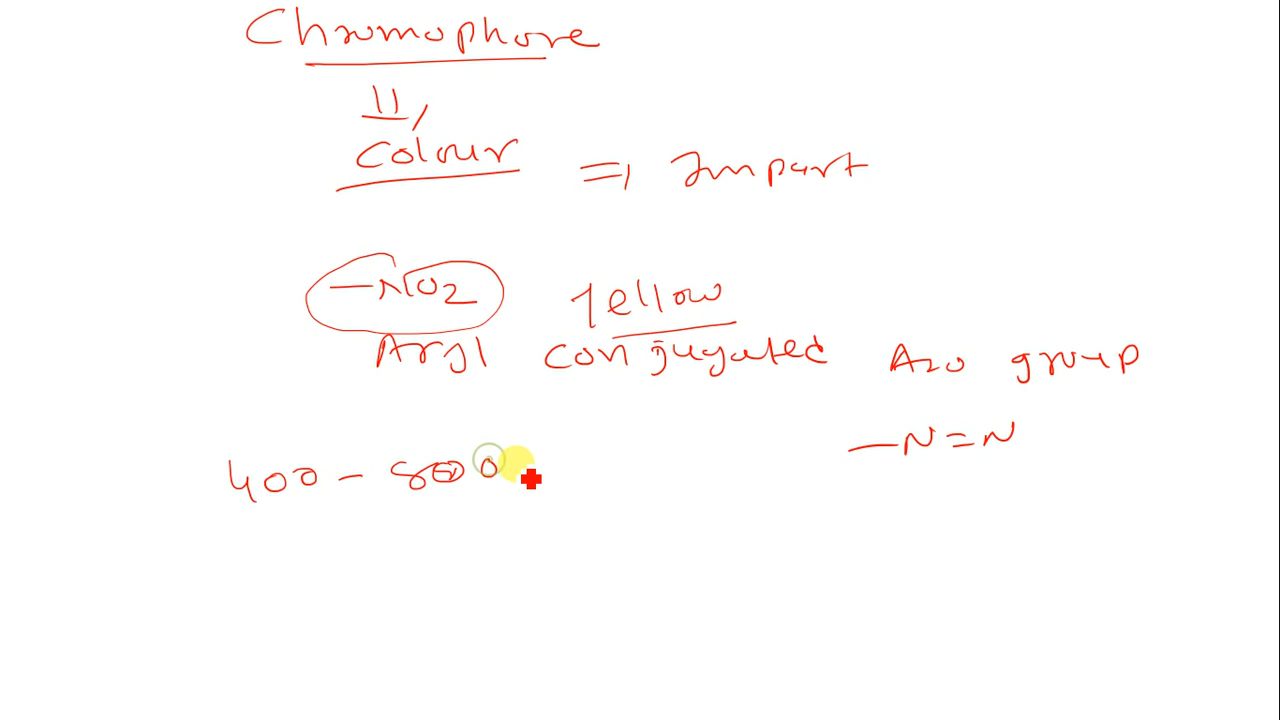 Chromophore
colour => Impart
-NO2 yellow
Aryl conjugated Azo group
-N=N
400 - 800